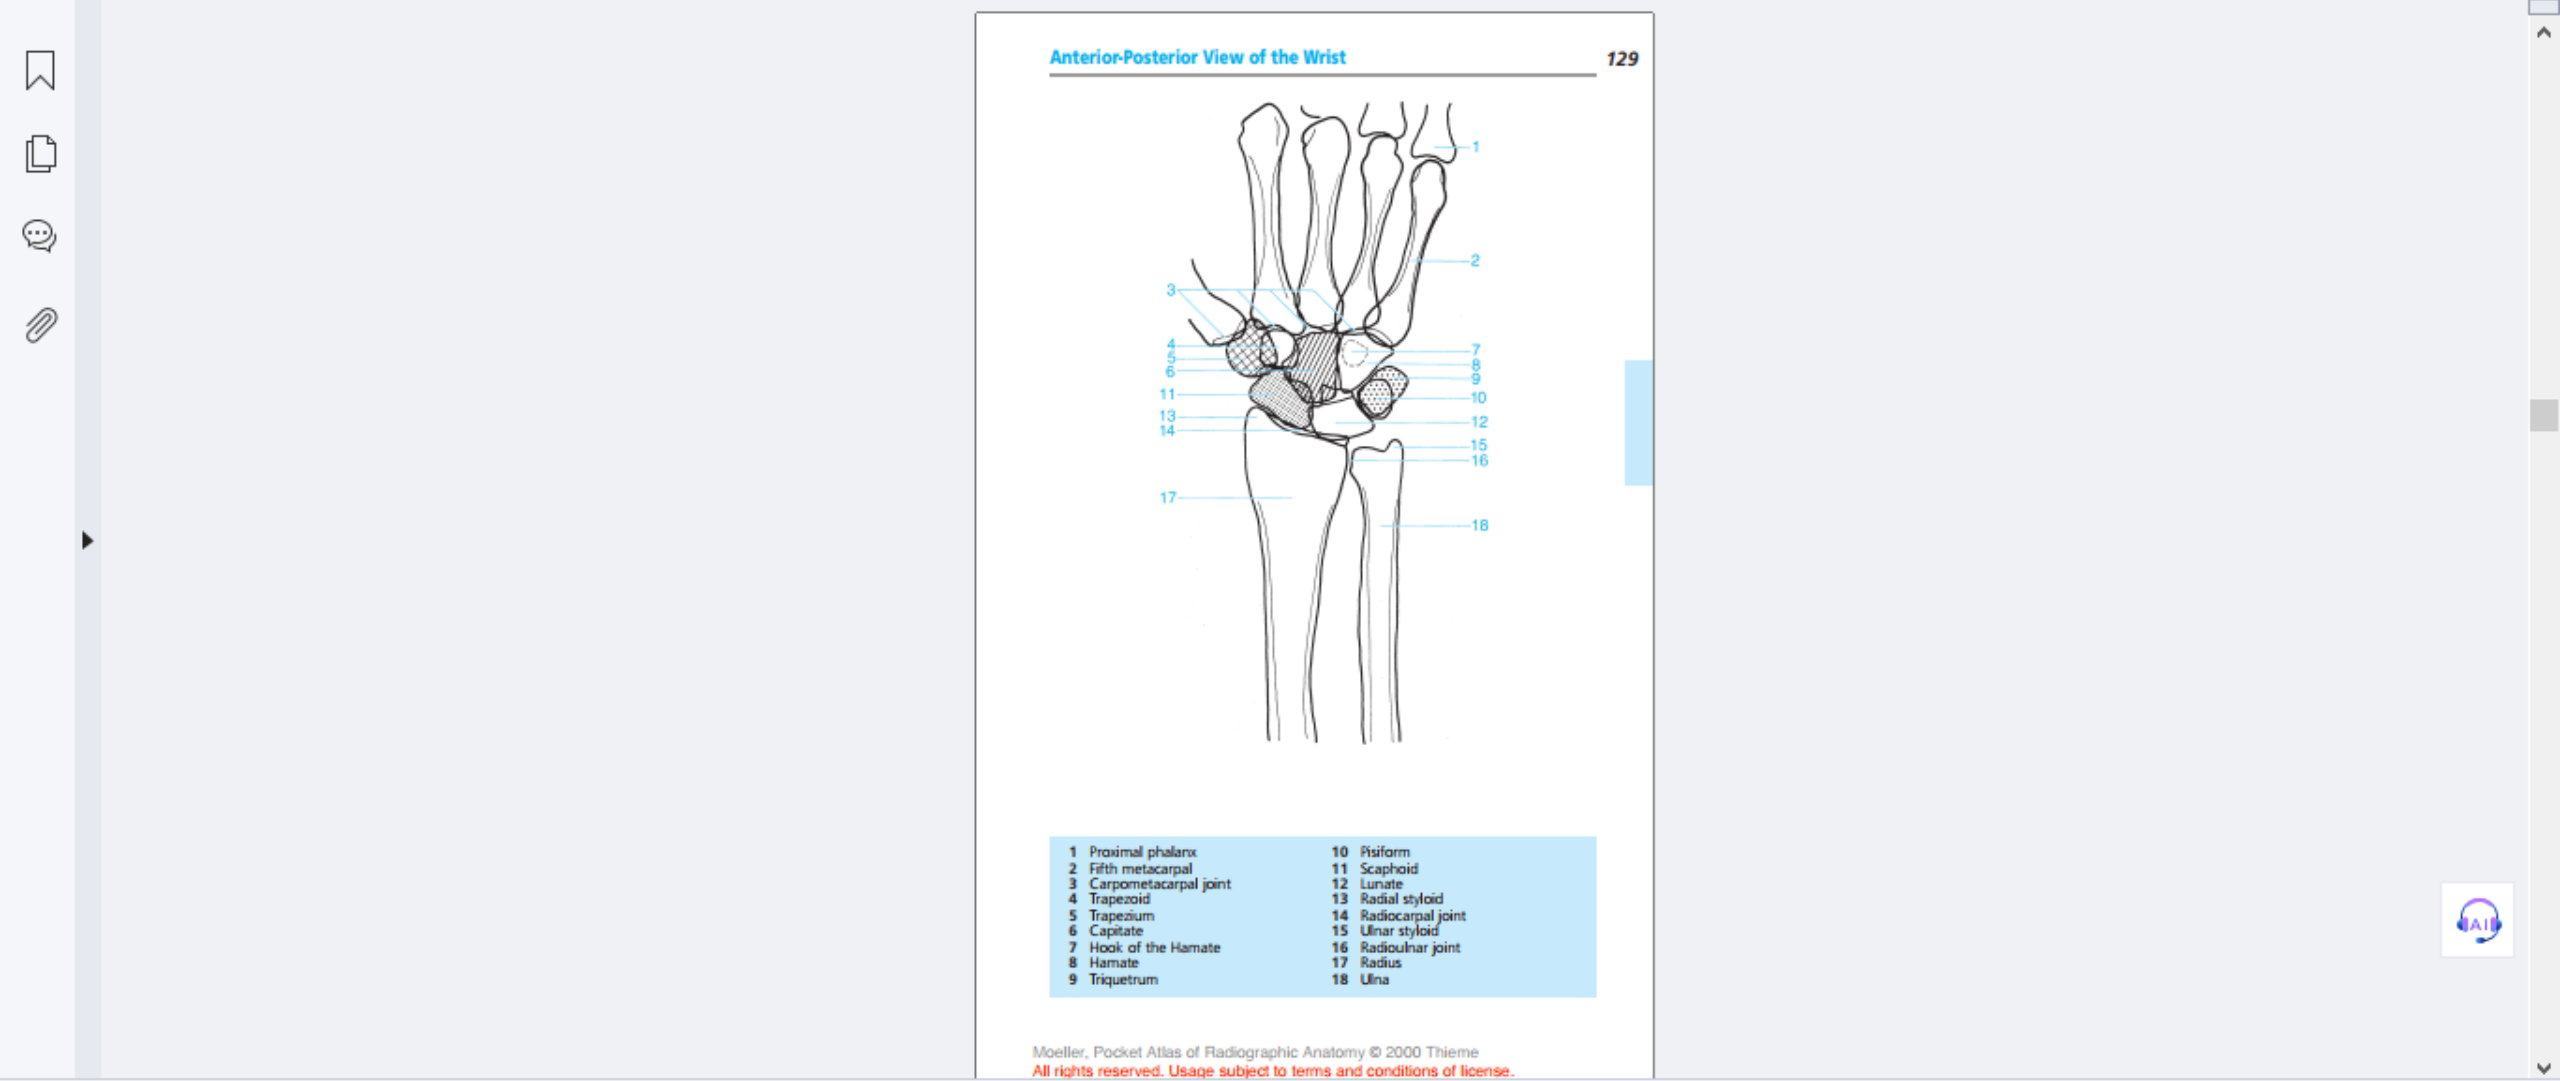 Anterior-Posterior View of the Wrist
129
1
2
3
4
5
6
7
8
9
10
11
12
13
14
15
16
17
18
1 Proximal phalanx
2 Fifth metacarpal
3 Carpometacarpal joint
4 Trapezoid
5 Trapezium
6 Capitate
7 Hook of the Hamate
8 Hamate
9 Triquetrum
10 Pisiform
11 Scaphoid
12 Lunate
13 Radial styloid
14 Radiocarpal joint
15 Ulnar styloid
16 Radioulnar joint
17 Radius
18 Ulna
Moeller, Pocket Atlas of Radiographic Anatomy © 2000 Thieme
All rights reserved. Usage subject to terms and conditions of license.
AI